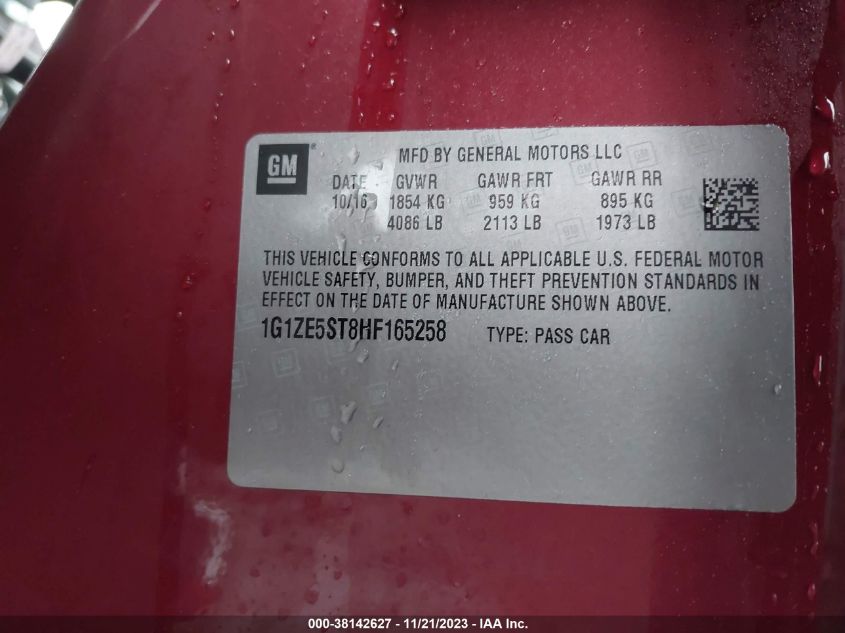 GM
MFD BY GENERAL MOTORS LLC
DATE GVWR GAWR FRT GAWR RR
10/16 1854 KG 959 KG 895 KG
4086 LB 2113 LB 1973 LB
THIS VEHICLE CONFORMS TO ALL APPLICABLE U.S. FEDERAL MOTOR
VEHICLE SAFETY, BUMPER, AND THEFT PREVENTION STANDARDS IN
EFFECT ON THE DATE OF MANUFACTURE SHOWN ABOVE.
1G1ZE5ST8HF165258 TYPE: PASS CAR
000-38142627 - 11/21/2023 - IAA Inc.